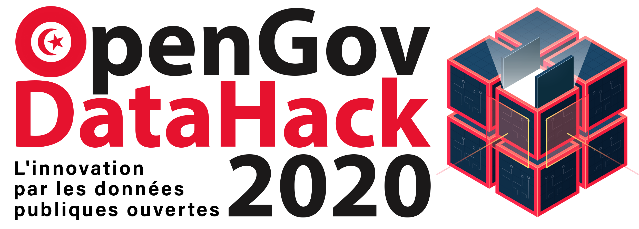 OpenGov
DataHack
2020
L'innovation
par les données
publiques ouvertes